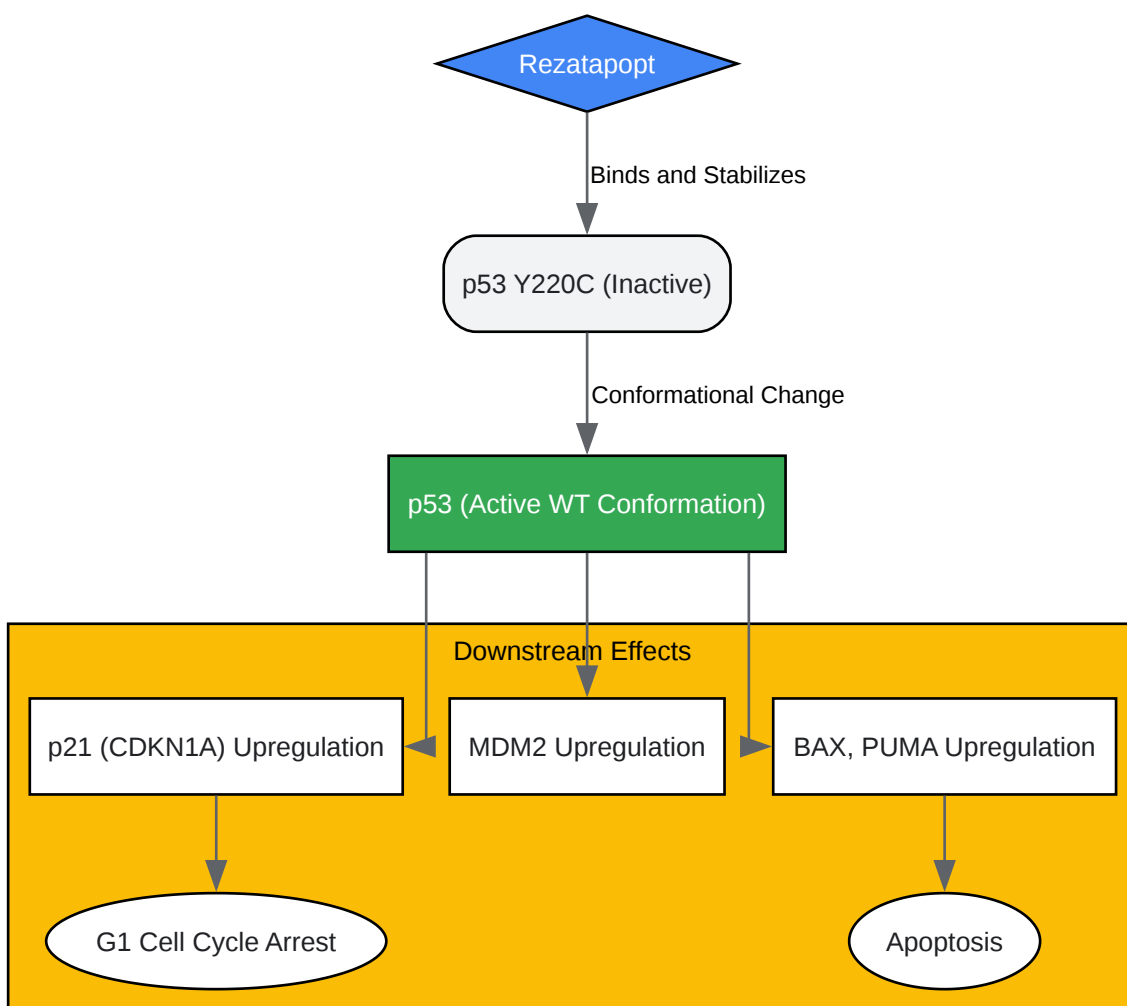 Rezatapopt
Binds and Stabilizes
p53 Y220C (Inactive)
Conformational Change
p53 (Active WT Conformation)
Downstream Effects
p21 (CDKN1A) Upregulation
MDM2 Upregulation
BAX, PUMA Upregulation
G1 Cell Cycle Arrest
Apoptosis